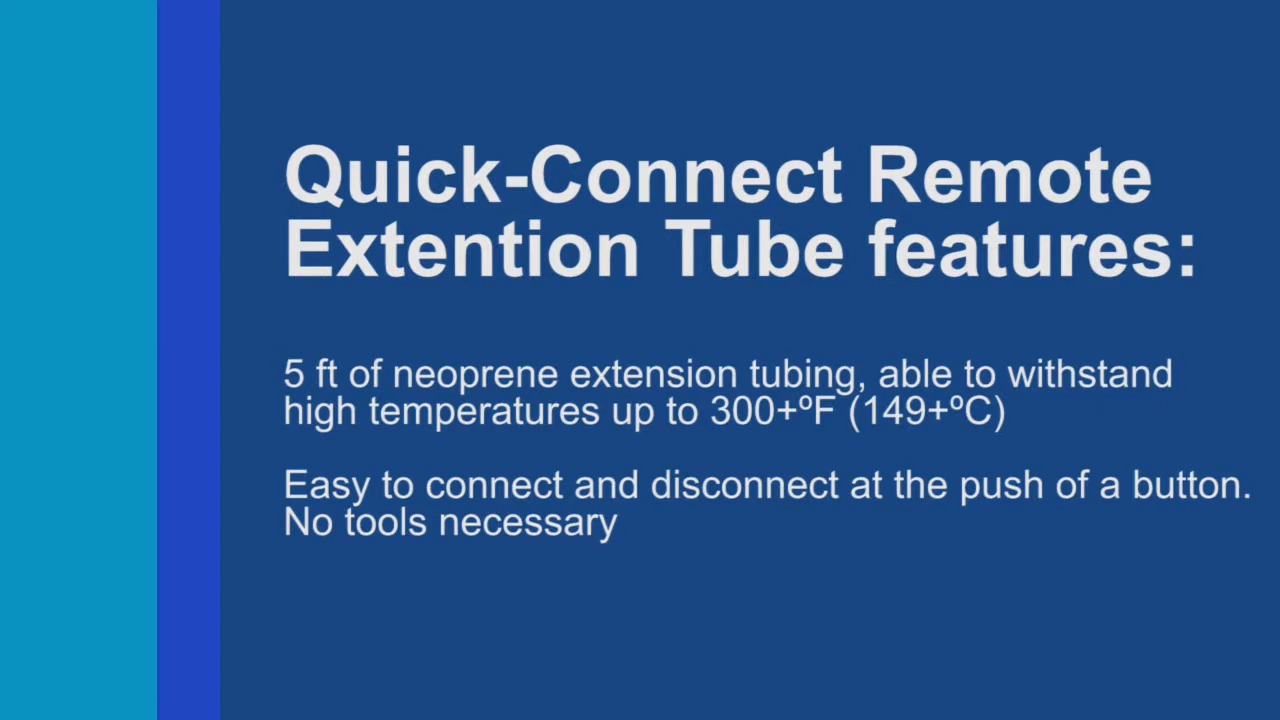 Quick-Connect Remote
Extention Tube features:
5 ft of neoprene extension tubing, able to withstand
high temperatures up to 300+ºF (149+ºC)
Easy to connect and disconnect at the push of a button.
No tools necessary